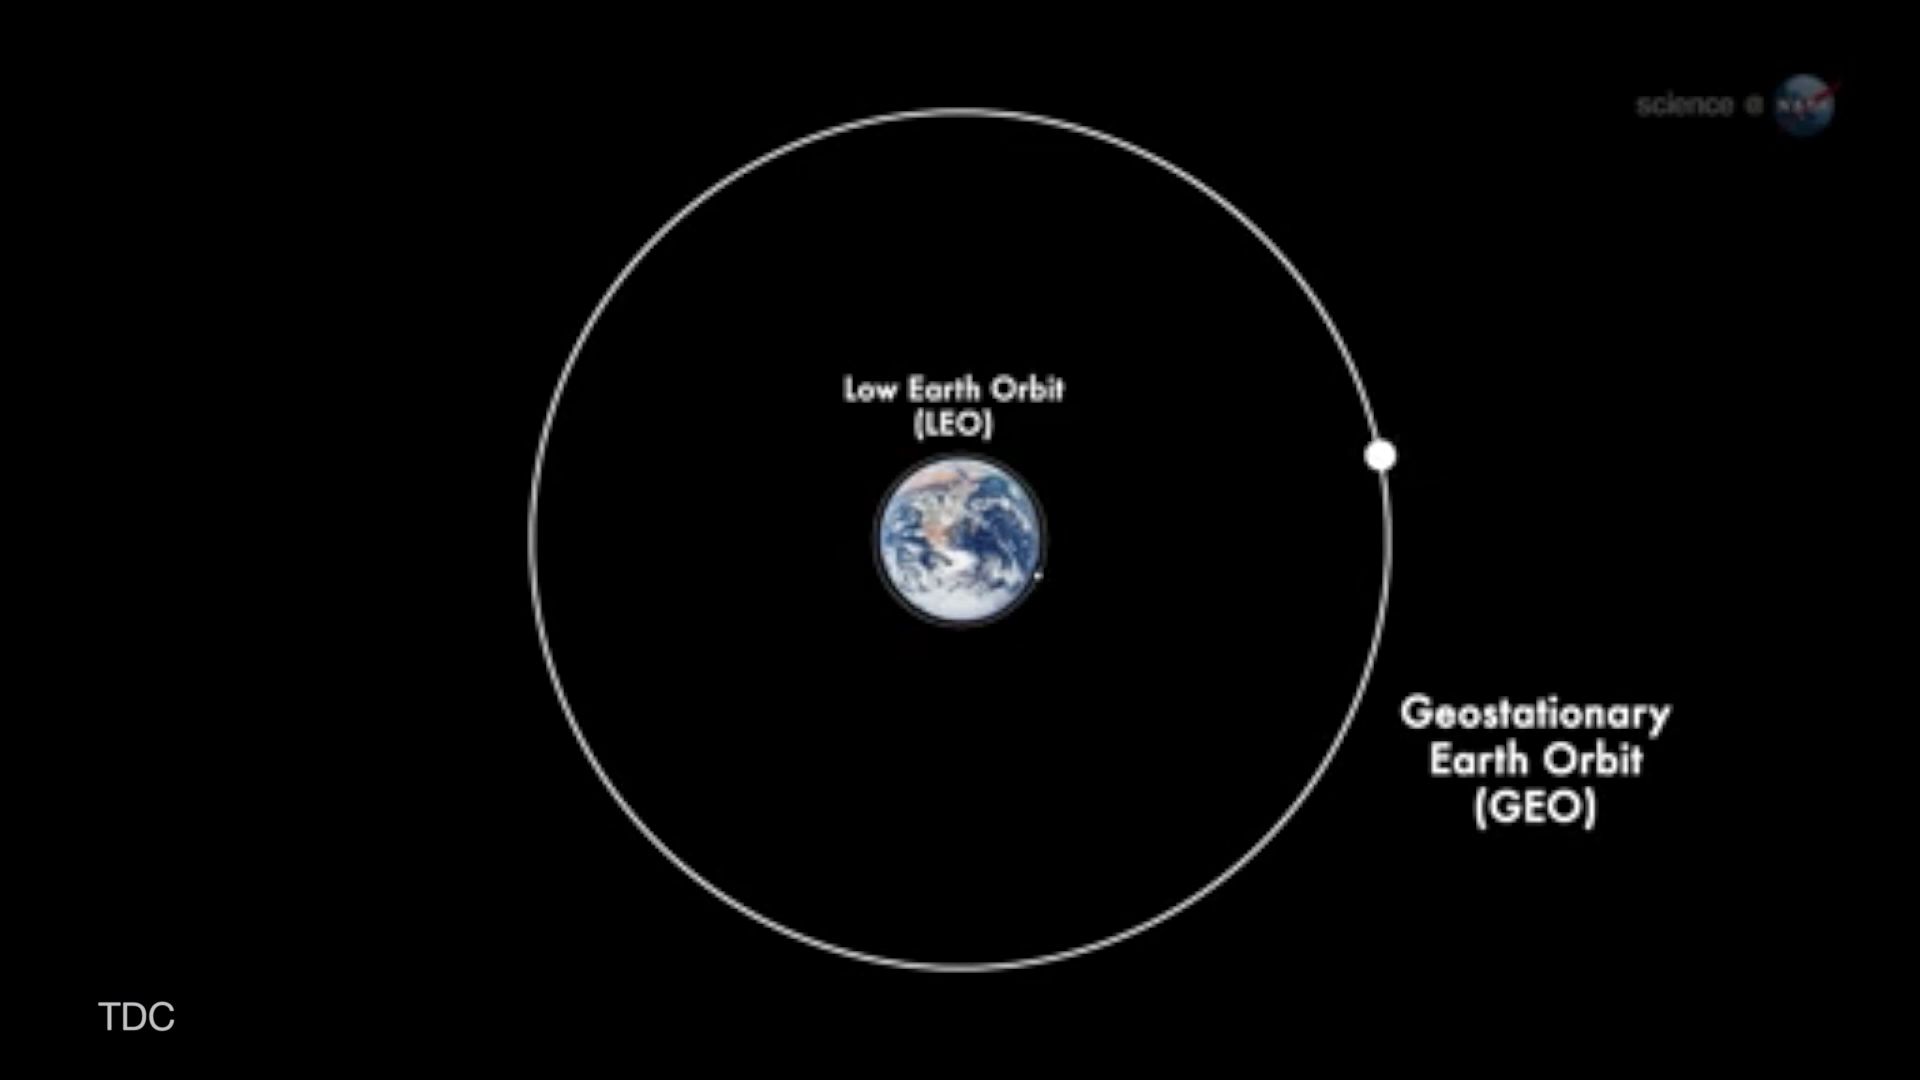 science @ NASA
Low Earth Orbit
(LEO)
Geostationary
Earth Orbit
(GEO)
TDC